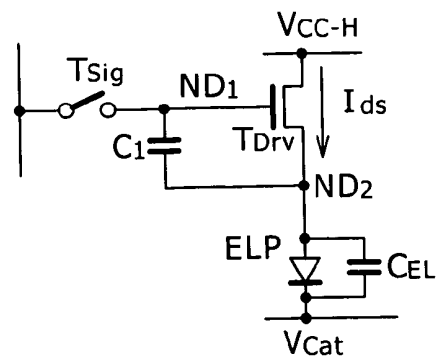 VCC-H
TSig
ND1
Ids
C1
TDrv
ND2
ELP
CEL
VCat